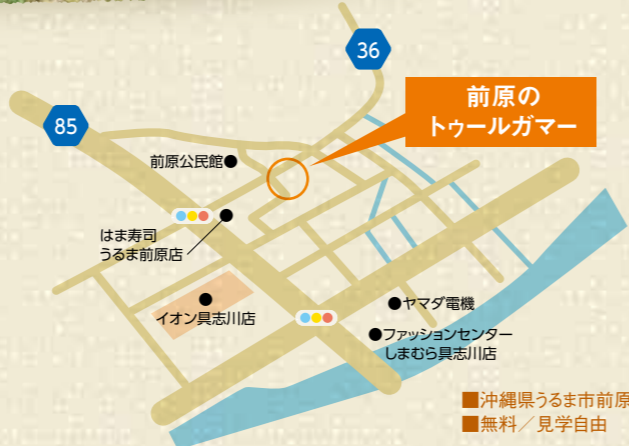 36
前原の
トゥールガマー
85
前原公民館
はま寿司
うるま前原店
イオン具志川店
ヤマダ電機
ファッションセンター
しまむら具志川店
■沖縄県うるま市前原
■無料／見学自由